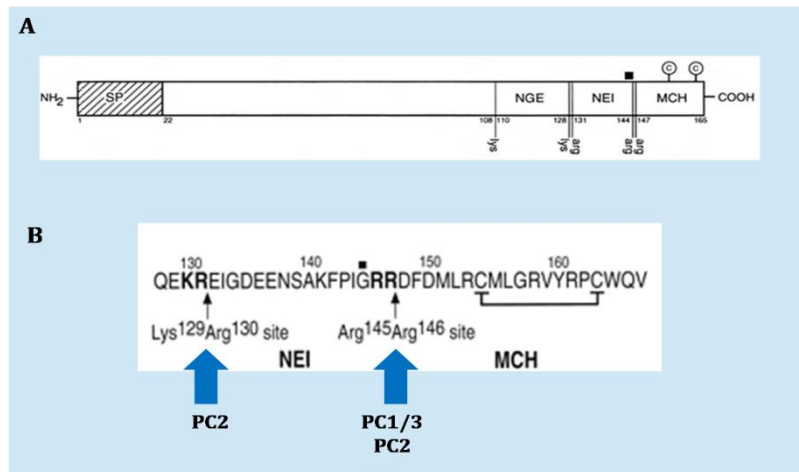 A
NH2
SP
NGE
NEI
MCH
C
C
COOH
1
22
108
110
128
131
144
147
165
lys
lys
arg
arg
arg
B
130
140
150
160
QEKREIGDEENSAKFPIGRRDFDMLRCMLGRVYRPCWQV
Lys129Arg130 site
Arg145Arg146 site
NEI
MCH
PC2
PC1/3
PC2